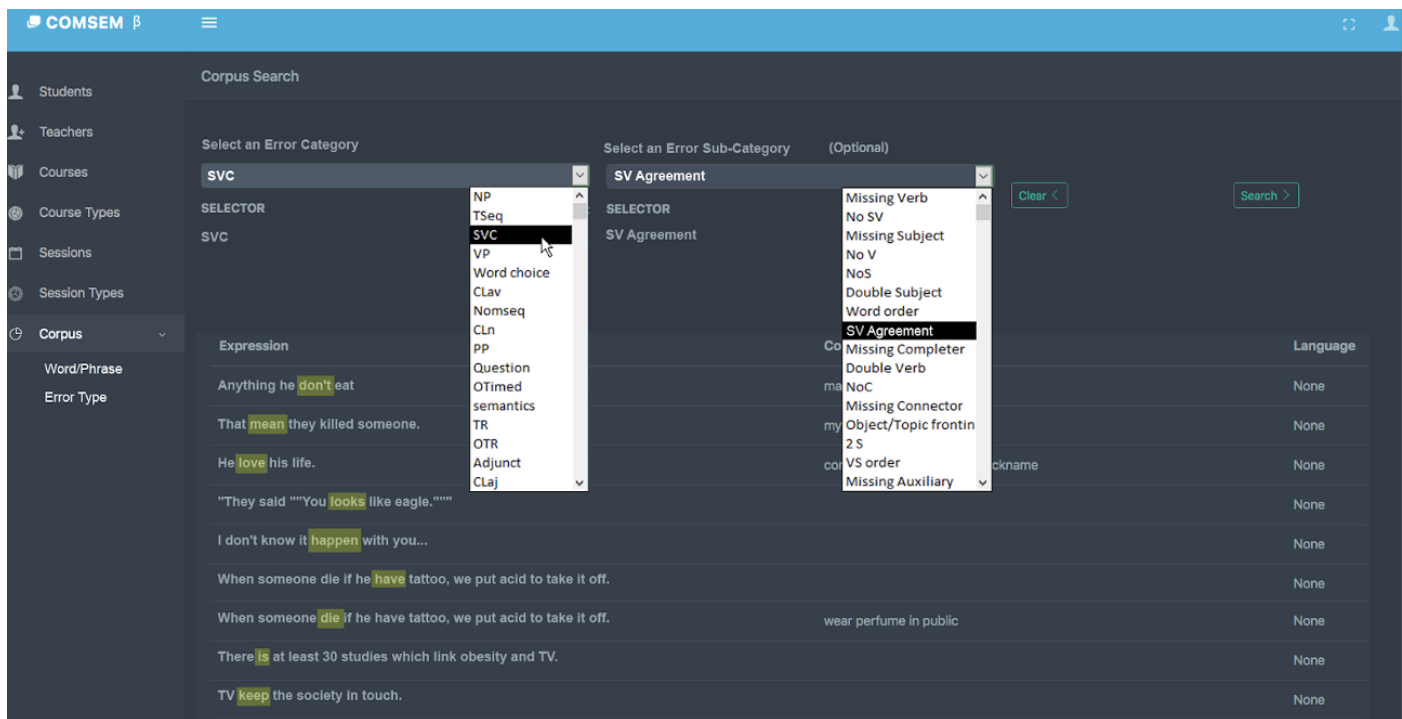 COMSEM β
Corpus Search
Students
Teachers
Courses
Course Types
Sessions
Session Types
Corpus
Word/Phrase
Error Type
Select an Error Category
SVC
SELECTOR
SVC
NP
TSeq
SVC
VP
Word choice
CLav
Nomseq
CLn
PP
Question
OTimed
semantics
TR
OTR
Adjunct
CLaj
Select an Error Sub-Category (Optional)
SV Agreement
SELECTOR
SV Agreement
Missing Verb
No SV
Missing Subject
No V
NoS
Double Subject
Word order
SV Agreement
Missing Completer
Double Verb
NoC
Missing Connector
Object/Topic frontin
2 S
VS order
Missing Auxiliary
Clear <
Search >
Expression Co Language
Anything he don't eat ma None
That mean they killed someone. my None
He love his life. con ckname None
"They said ""You looks like eagle.""" None
I don't know it happen with you... None
When someone die if he have tattoo, we put acid to take it off. None
When someone die if he have tattoo, we put acid to take it off. wear perfume in public None
There is at least 30 studies which link obesity and TV. None
TV keep the society in touch. None